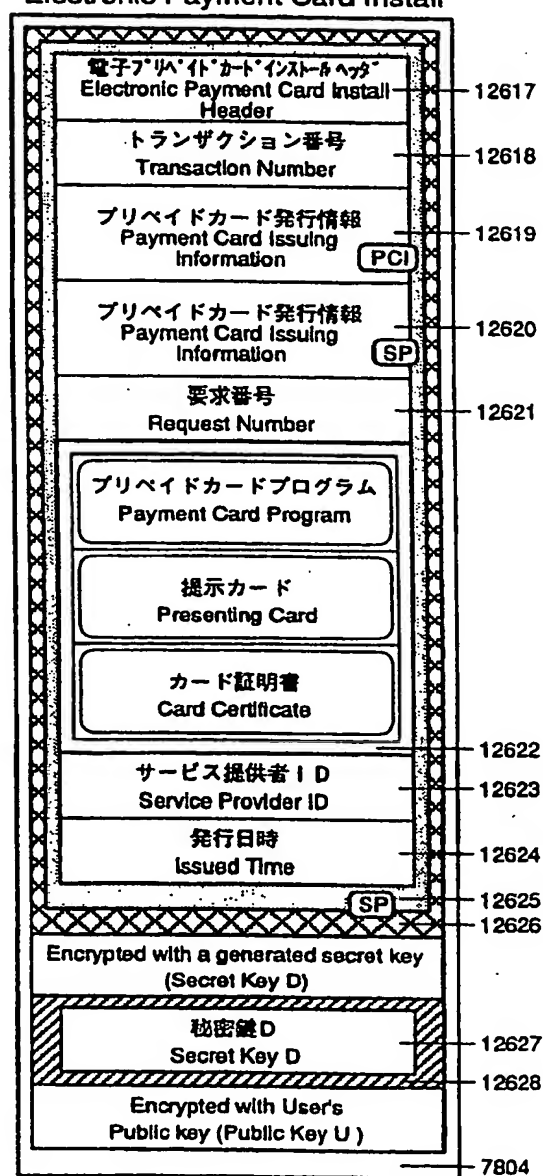 Electronic Payment Card Install
電子プリペイドカードインストールヘッダ
Electronic Payment Card Install
Header
12617
トランザクション番号
Transaction Number
12618
プリペイドカード発行情報
Payment Card Issuing
Information
PCI
12619
プリペイドカード発行情報
Payment Card Issuing
Information
SP
12620
要求番号
Request Number
12621
プリペイドカードプログラム
Payment Card Program
提示カード
Presenting Card
カード証明書
Card Certificate
12622
サービス提供者ID
Service Provider ID
12623
発行日時
Issued Time
12624
SP
12625
12626
Encrypted with a generated secret key
(Secret Key D)
秘密鍵D
Secret Key D
12627
12628
Encrypted with User's
Public key (Public Key U )
7804